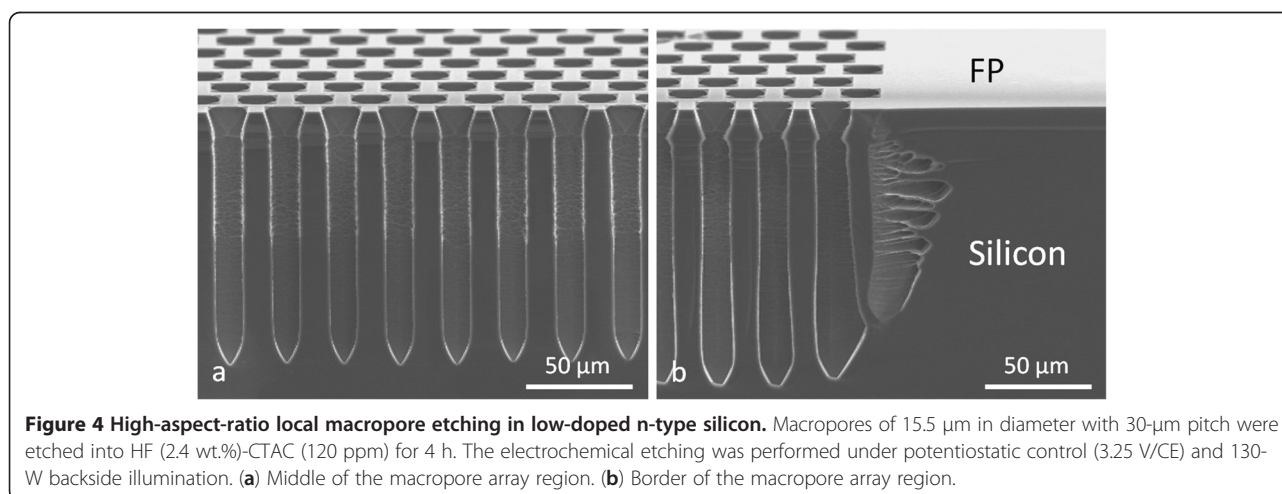 FP
Silicon
a
50 µm
b
50 µm
Figure 4 High-aspect-ratio local macropore etching in low-doped n-type silicon. Macropores of 15.5 µm in diameter with 30-µm pitch were
etched into HF (2.4 wt.%)-CTAC (120 ppm) for 4 h. The electrochemical etching was performed under potentiostatic control (3.25 V/CE) and 130-
W backside illumination. (a) Middle of the macropore array region. (b) Border of the macropore array region.